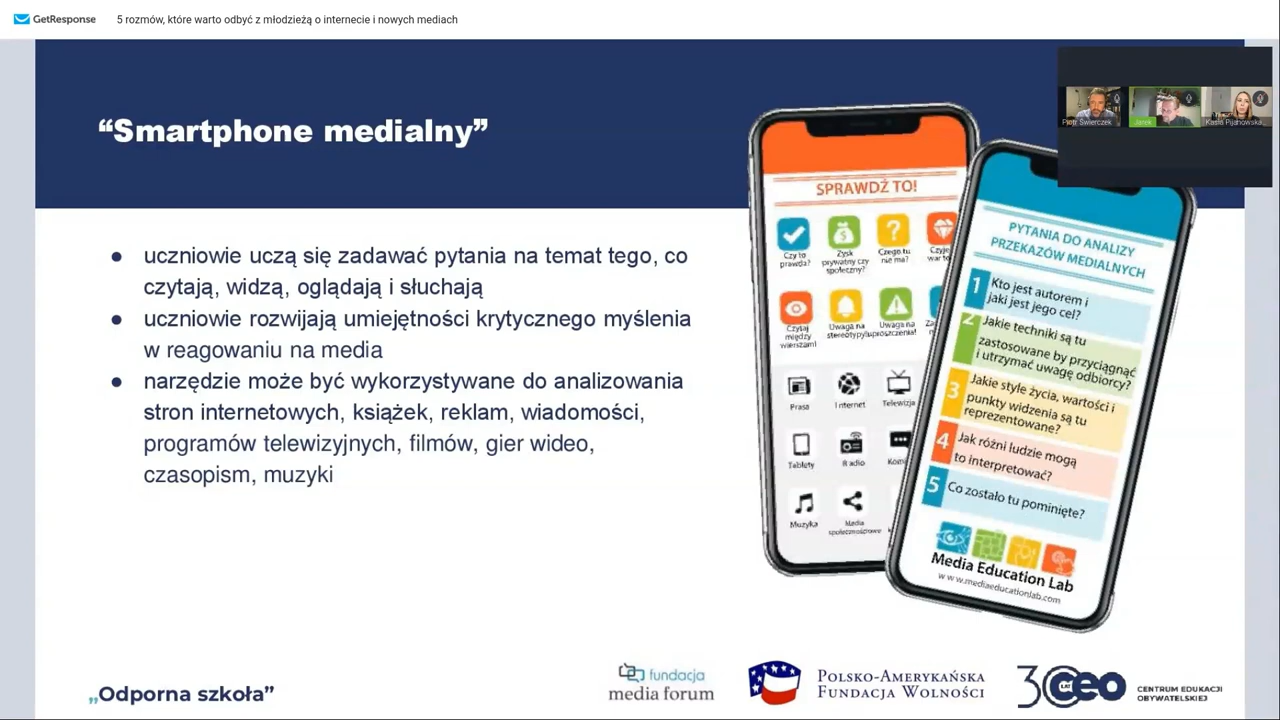 GetResponse
5 rozmów, które warto odbyć z młodzieżą o internecie i nowych mediach
“Smartphone medialny”
Piotr Świerczek
Jarek
Kasia Pijanowska
uczniowie uczą się zadawać pytania na temat tego, co
czytają, widzą, oglądają i słuchają
uczniowie rozwijają umiejętności krytycznego myślenia
w reagowaniu na media
narzędzie może być wykorzystywane do analizowania
stron internetowych, książek, reklam, wiadomości,
programów telewizyjnych, filmów, gier wideo,
czasopism, muzyki
SPRAWDŹ TO!
Czy to
prawda?
Zysk
prywatny czy
społeczny?
Czego tu
nie ma?
Czytaj
między
wierszami!
Uwaga na
stereotypy
Uwaga na
uproszczenia!
Prasa
Internet
Telewizja
Tablety
Radio
Muzyka
Media
społecznościowe
PYTANIA DO ANALIZY
PRZEKAZÓW MEDIALNYCH
1 Kto jest autorem i
jaki jest jego cel?
2 Jakie techniki są tu
zastosowane by przyciągnąć
i utrzymać uwagę odbiorcy?
3 Jakie style życia, wartości i
punkty widzenia są tu
reprezentowane?
4 Jak różni ludzie mogą
to interpretować?
5 Co zostało tu pominięte?
Media Education Lab
www.mediaeducationlab.com
„Odporna szkoła”
fundacja
media forum
POLSKO-AMERYKAŃSKA
FUNDACJA WOLNOŚCI
30 LAT CEO
CENTRUM EDUKACJI
OBYWATELSKIEJ